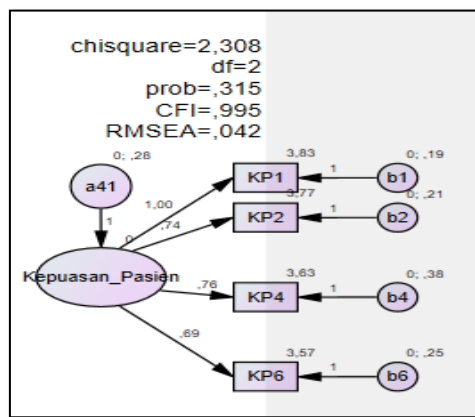 chisquare=2,308
df=2
prob=,315
CFI=,995
RMSEA=,042
0; ,28
a41
1
0
Kepuasan_Pasien
1,00
,74
,76
,69
3,83
KP1
1
0; ,19
b1
3,77
KP2
1
0; ,21
b2
3,63
KP4
1
0; ,38
b4
3,57
KP6
1
0; ,25
b6